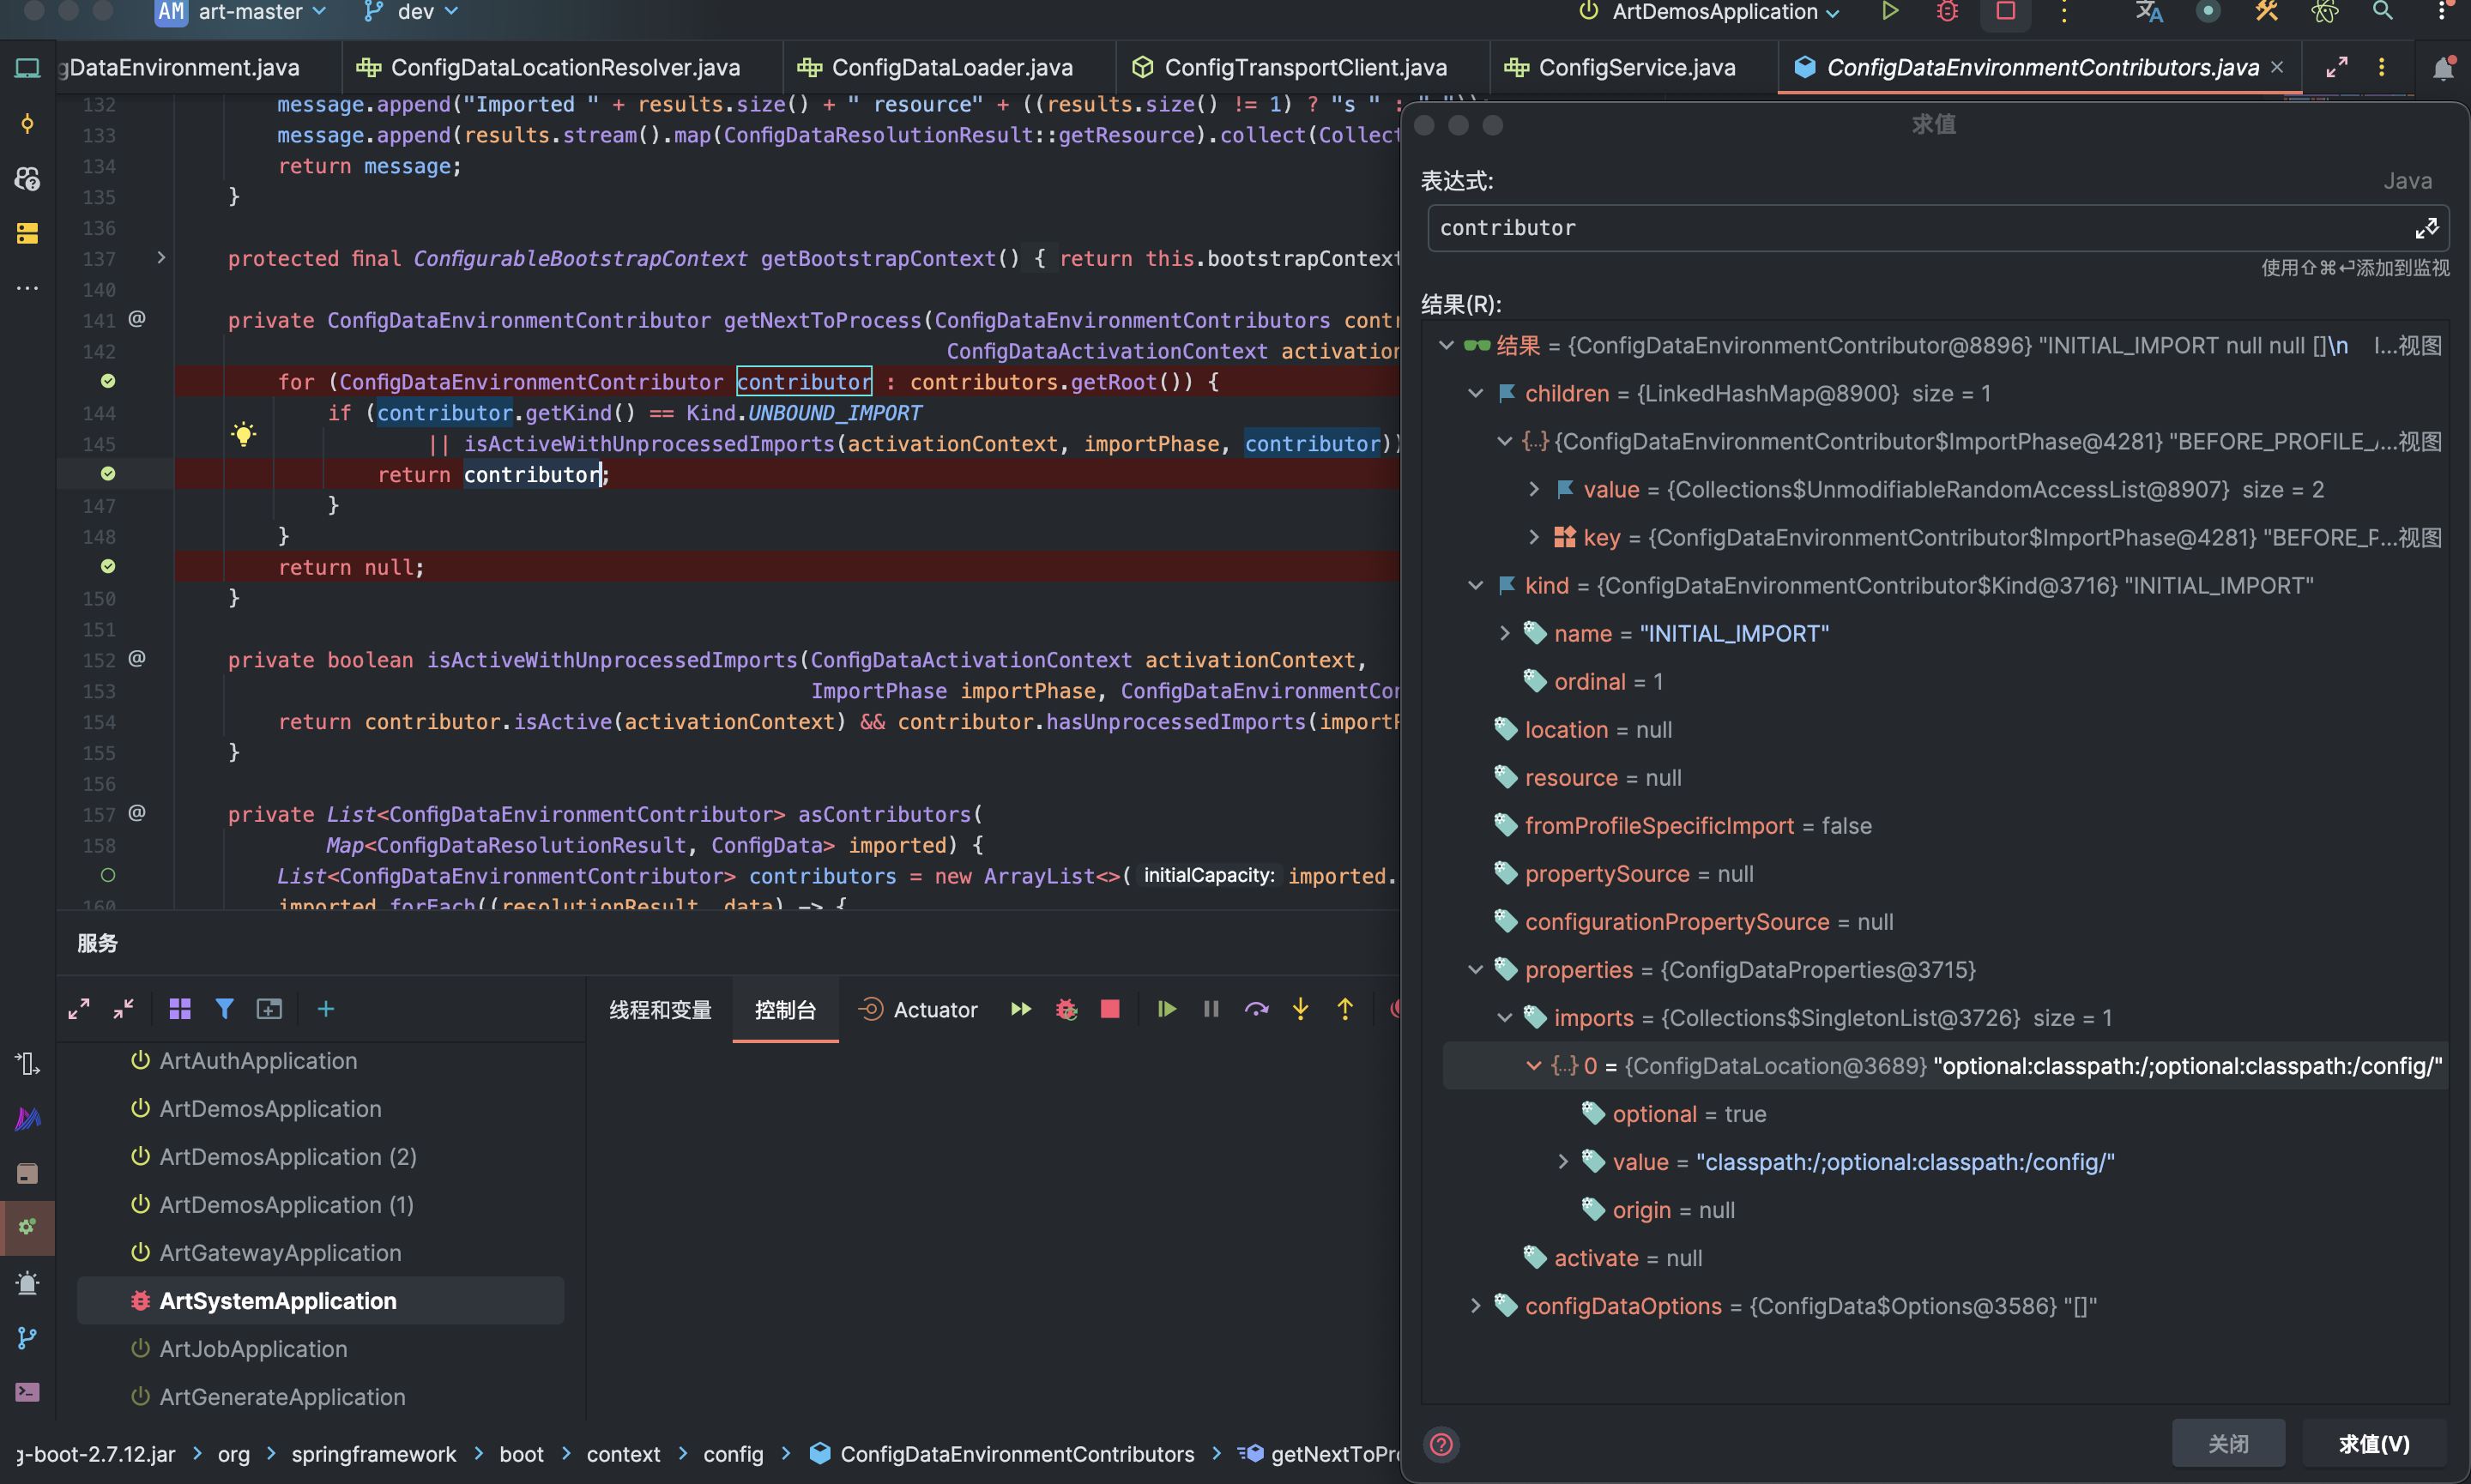 AM art-master dev ArtDemosApplication
gDataEnvironment.java ConfigDataLocationResolver.java ConfigDataLoader.java ConfigTransportClient.java ConfigService.java ConfigDataEnvironmentContributors.java
132 message.append("Imported " + results.size() + " resource" + ((results.size() != 1) ? "s " :
133 message.append(results.stream().map(ConfigDataResolutionResult::getResource).collect(Collect
134 return message;
135 }
136
137 protected final ConfigurableBootstrapContext getBootstrapContext() { return this.bootstrapContext
140
141 @ private ConfigDataEnvironmentContributor getNextToProcess(ConfigDataEnvironmentContributors contr
142 ConfigDataActivationContext activation
for (ConfigDataEnvironmentContributor contributor : contributors.getRoot()) {
144 if (contributor.getKind() == Kind.UNBOUND_IMPORT
145 || isActiveWithUnprocessedImports(activationContext, importPhase, contributor))
return contributor;
147 }
148 }
return null;
150 }
151
152 @ private boolean isActiveWithUnprocessedImports(ConfigDataActivationContext activationContext,
153 ImportPhase importPhase, ConfigDataEnvironmentCon
154 return contributor.isActive(activationContext) && contributor.hasUnprocessedImports(importP
155 }
156
157 @ private List<ConfigDataEnvironmentContributor> asContributors(
158 Map<ConfigDataResolutionResult, ConfigData> imported) {
List<ConfigDataEnvironmentContributor> contributors = new ArrayList<>( initialCapacity: imported.
160 imported.forEach((resolutionResult, data) -> {
服务
线程和变量 控制台 Actuator
ArtAuthApplication
ArtDemosApplication
ArtDemosApplication (2)
ArtDemosApplication (1)
ArtGatewayApplication
ArtSystemApplication
ArtJobApplication
ArtGenerateApplication
g-boot-2.7.12.jar > org > springframework > boot > context > config > ConfigDataEnvironmentContributors > getNextToPro
求值
表达式: Java
contributor
使用⇧⌘⏎添加到监视
结果(R):
结果 = {ConfigDataEnvironmentContributor@8896} "INITIAL_IMPORT null null []\n I...视图
children = {LinkedHashMap@8900} size = 1
{...} {ConfigDataEnvironmentContributor$ImportPhase@4281} "BEFORE_PROFILE_A...视图
value = {Collections$UnmodifiableRandomAccessList@8907} size = 2
key = {ConfigDataEnvironmentContributor$ImportPhase@4281} "BEFORE_P...视图
kind = {ConfigDataEnvironmentContributor$Kind@3716} "INITIAL_IMPORT"
name = "INITIAL_IMPORT"
ordinal = 1
location = null
resource = null
fromProfileSpecificImport = false
propertySource = null
configurationPropertySource = null
properties = {ConfigDataProperties@3715}
imports = {Collections$SingletonList@3726} size = 1
{...} 0 = {ConfigDataLocation@3689} "optional:classpath:/;optional:classpath:/config/"
optional = true
value = "classpath:/;optional:classpath:/config/"
origin = null
activate = null
configDataOptions = {ConfigData$Options@3586} "[]"
关闭 求值(V)